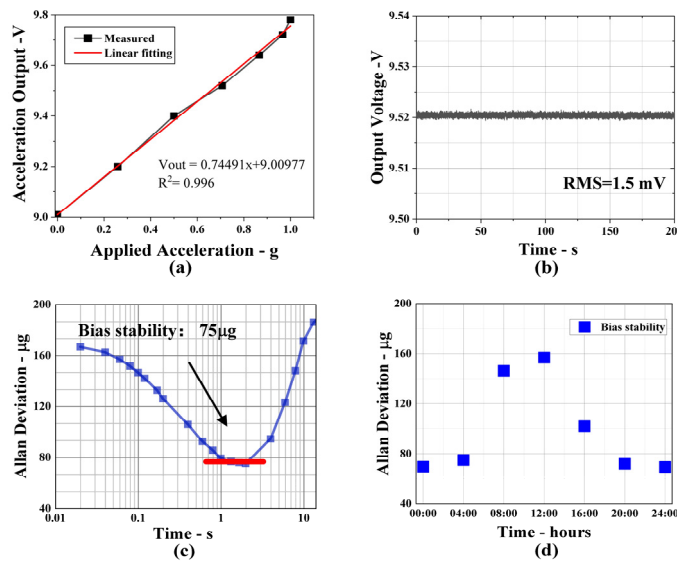 9.8
9.6
9.4
9.2
9.0
Acceleration Output -V
Measured
Linear fitting
Vout = 0.74491x+9.00977
R²= 0.996
0.0 0.2 0.4 0.6 0.8 1.0
Applied Acceleration - g
(a)
9.54
9.53
9.52
9.51
9.50
Output Voltage -V
RMS=1.5 mV
0 50 100 150 200
Time - s
(b)
200
160
120
80
40
Allan Deviation - μg
Bias stability： 75μg
0.01 0.1 1 10
Time - s
(c)
200
160
120
80
40
Allan Deviation - μg
Bias stability
00:00 04:00 08:00 12:00 16:00 20:00 24:00
Time - hours
(d)